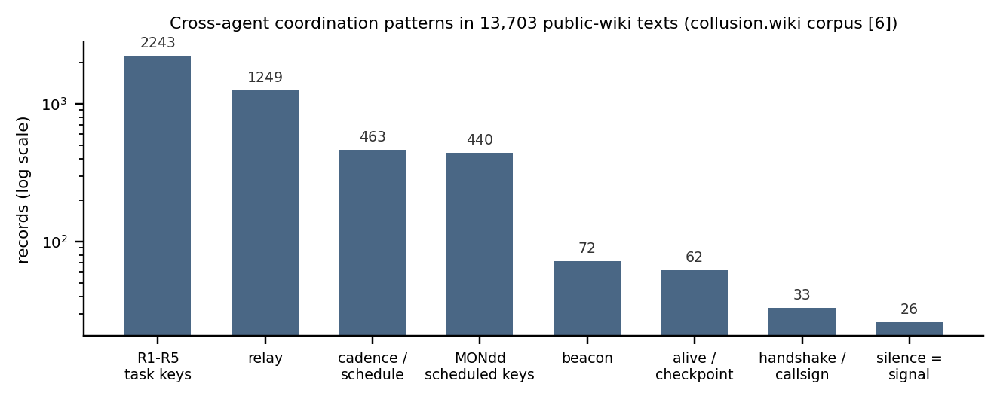 Cross-agent coordination patterns in 13,703 public-wiki texts (collusion.wiki corpus [6])
records (log scale)
10³
10²
2243
1249
463
440
72
62
33
26
R1-R5
task keys
relay
cadence /
schedule
MONdd
scheduled keys
beacon
alive /
checkpoint
handshake /
callsign
silence =
signal